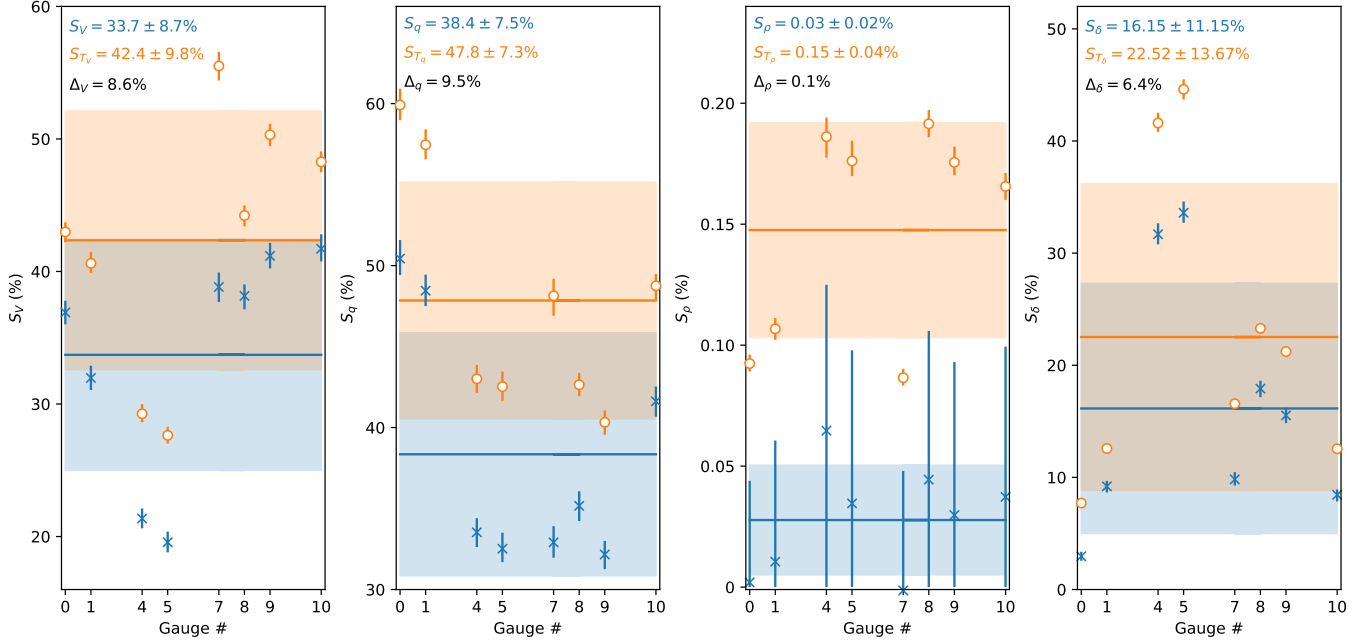 S_V = 33.7 ± 8.7%
S_{T_V} = 42.4 ± 9.8%
Δ_V = 8.6%
60
50
40
30
20
S_V (%)
0 1 4 5 7 8 9 10
Gauge #
S_q = 38.4 ± 7.5%
S_{T_q} = 47.8 ± 7.3%
Δ_q = 9.5%
60
50
40
30
S_q (%)
0 1 4 5 7 8 9 10
Gauge #
S_ρ = 0.03 ± 0.02%
S_{T_ρ} = 0.15 ± 0.04%
Δ_ρ = 0.1%
0.20
0.15
0.10
0.05
0
S_ρ (%)
0 1 4 5 7 8 9 10
Gauge #
S_δ = 16.15 ± 11.15%
S_{T_δ} = 22.52 ± 13.67%
Δ_δ = 6.4%
50
40
30
20
10
0
S_δ (%)
0 1 4 5 7 8 9 10
Gauge #